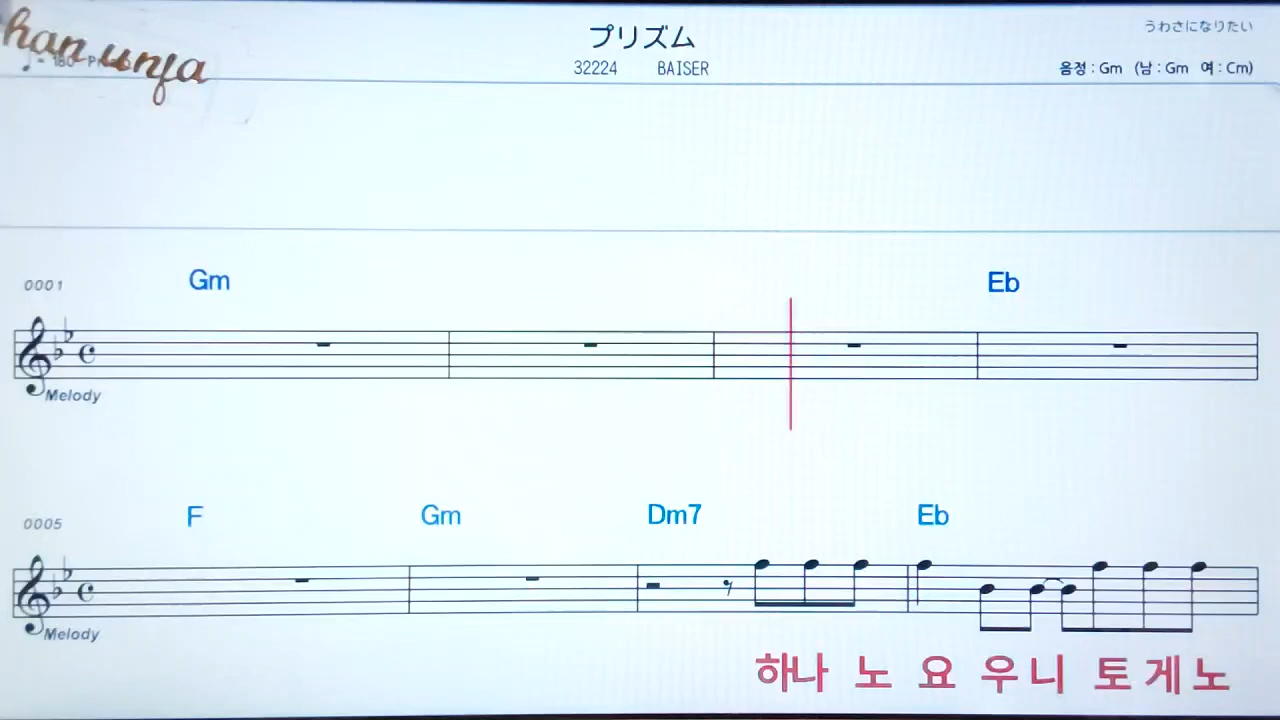 hanunja
プリズム
うわさになりたい
32224 BAISER
음정 : Gm (남 : Gm 여 : Cm)
0001 Gm Eb
Melody
0005 F Gm Dm7 Eb
Melody
하나 노 요 우니 토게노